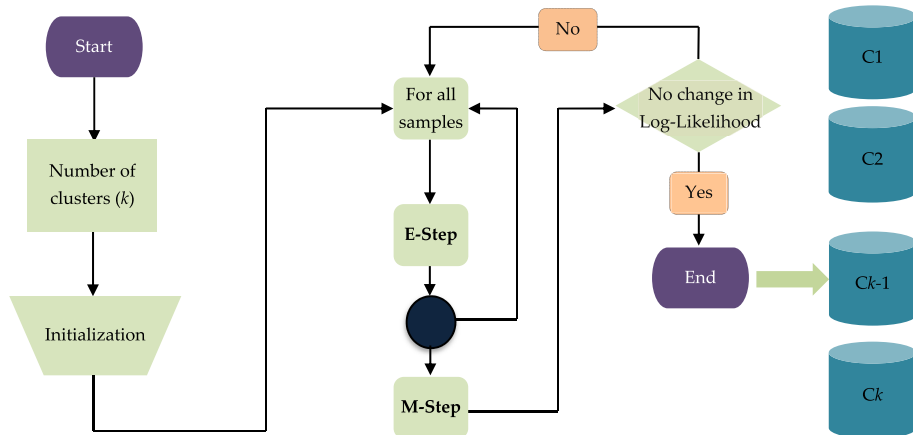 Start
Number of
clusters (k)
Initialization
For all
samples
E-Step
M-Step
No
No change in
Log-Likelihood
Yes
End
C1
C2
Ck-1
Ck